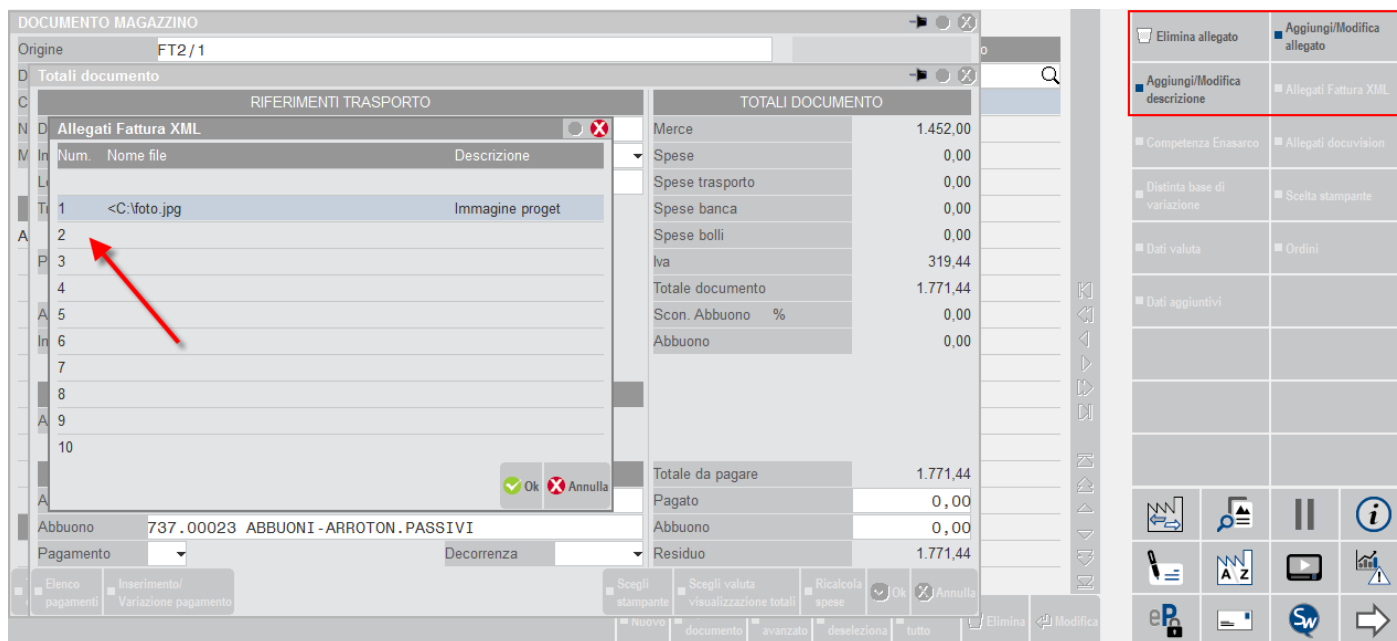 DOCUMENTO MAGAZZINO
Origine FT2/1
Totali documento
RIFERIMENTI TRASPORTO TOTALI DOCUMENTO
Allegati Fattura XML
Num. Nome file Descrizione
1 <C:\foto.jpg Immagine proget
2
3
4
5
6
7
8
9
10
Ok Annulla
Merce 1.452,00
Spese 0,00
Spese trasporto 0,00
Spese banca 0,00
Spese bolli 0,00
Iva 319,44
Totale documento 1.771,44
Scon. Abbuono % 0,00
Abbuono 0,00
Totale da pagare 1.771,44
Pagato 0,00
Abbuono 737.00023 ABBUONI-ARROTON.PASSIVI Abbuono 0,00
Pagamento Decorrenza Residuo 1.771,44
Elenco pagamenti
Inserimento/
Variazione pagamento
Scegli stampante
Scegli valuta
visualizzazione totali
Ricalcola spese
Ok Annulla
Nuovo documento avanzato deseleziona tutto Elimina Modifica
Elimina allegato
Aggiungi/Modifica
allegato
Aggiungi/Modifica
descrizione
Allegati Fattura XML
Competenza Enasarco
Allegati docuvision
Distinta base di
variazione
Scelta stampante
Dati valuta
Ordini
Dati aggiuntivi
A Z
eP
Sw